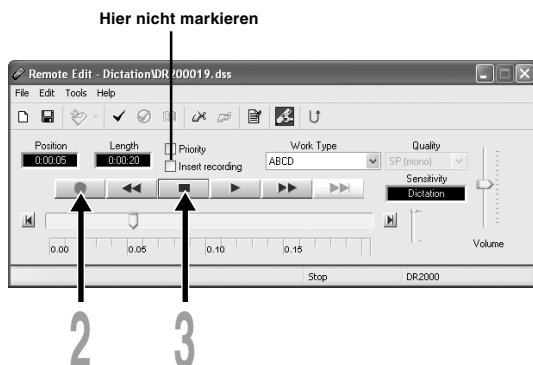 Hier nicht markieren
Remote Edit - Dictation\DR200019.dss
File Edit Tools Help
Position Length Priority Work Type Quality
0:00:05 0:00:20 Insert recording ABCD SP (mono)
Sensitivity
Dictation
Volume
0.00 0.05 0.10 0.15
Stop DR2000
2 3